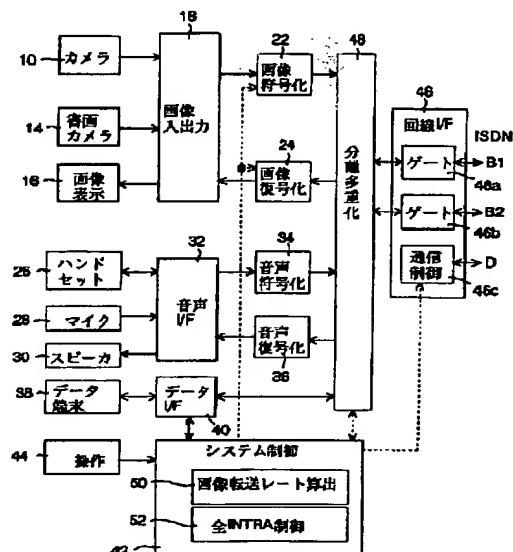 18
22
48
10
カメラ
画像
符号化
46
回線I/F
ISDN
14
書画
カメラ
画像
入出力
24
ゲート
B1
46a
16
画像
表示
画像
復号化
分離多重化
ゲート
B2
46b
32
34
26
ハンド
セット
音声
符号化
通信
制御
D
46c
28
マイク
音声
I/F
音声
復号化
30
スピーカ
36
38
データ
端末
データ
I/F
40
44
操作
システム制御
50
画像転送レート算出
52
全INTRA制御
42